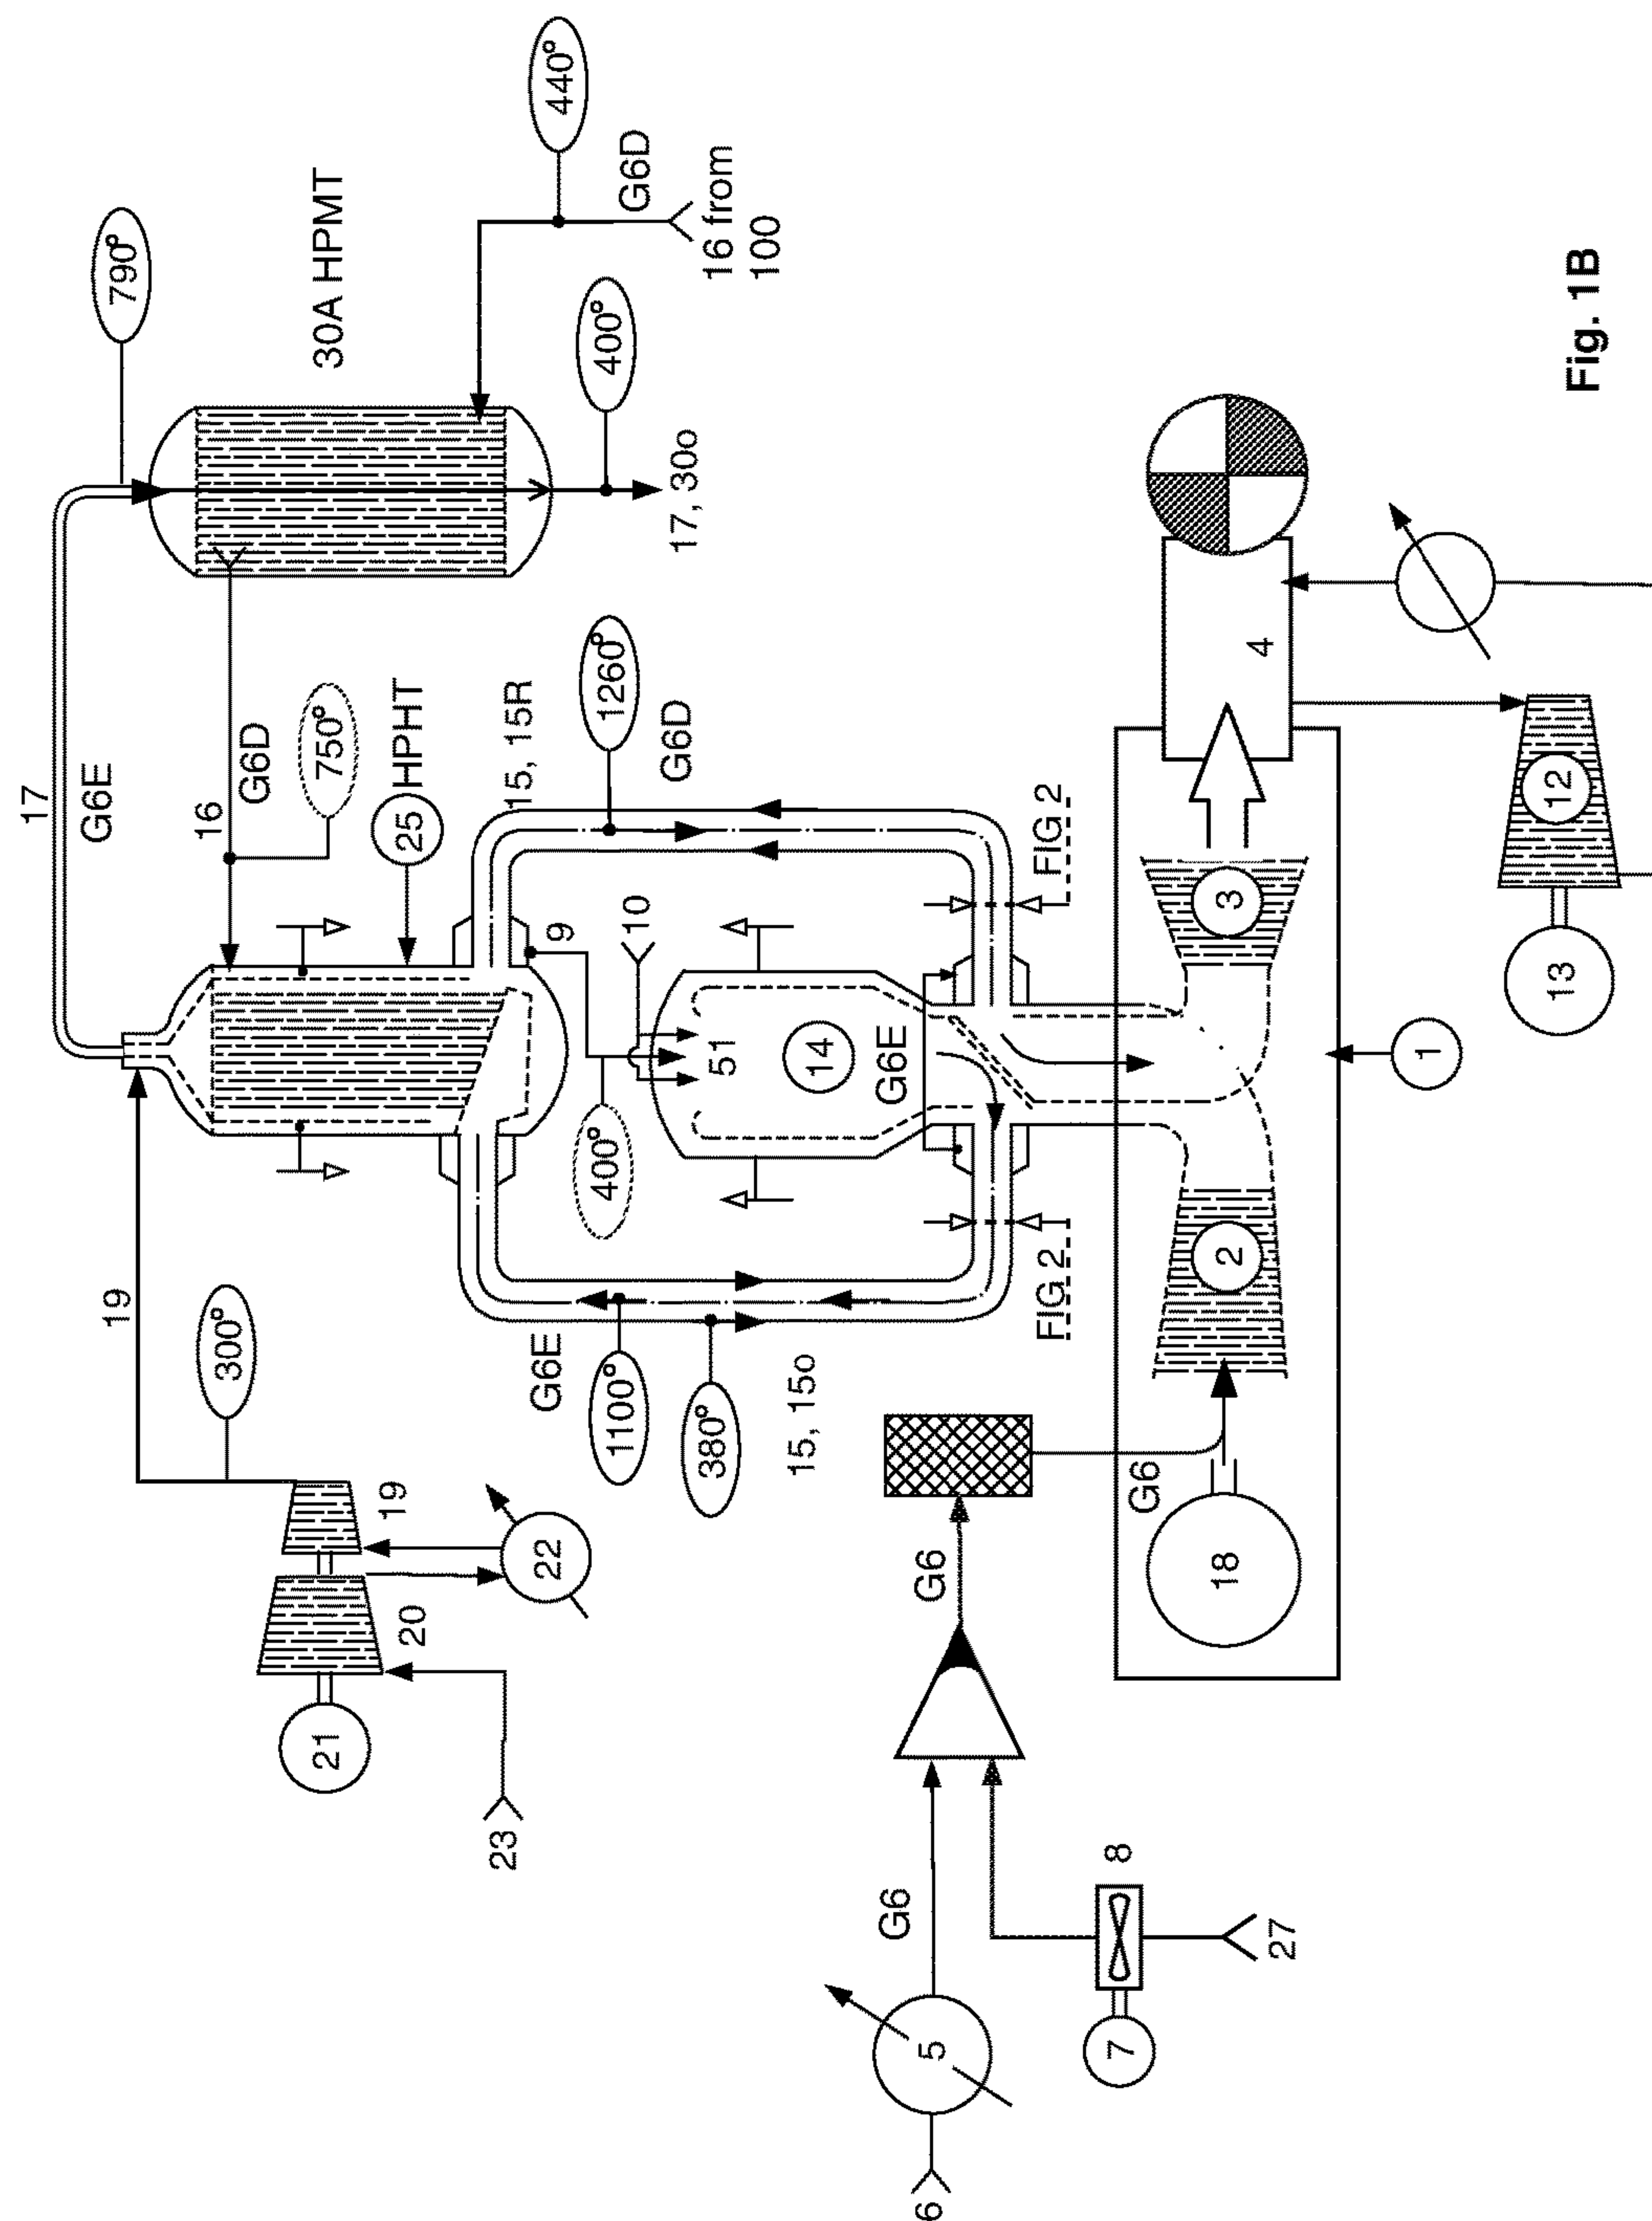 17
G6E
790°
30A HPMT
440°
G6D
16 from
100
400°
17, 30o
16
G6D
750°
25
HPHT
15, 15R
1260°
G6D
19
300°
19
20
21
22
23
9
10
400°
51
14
G6E
FIG 2
FIG 2
G6E
1100°
380°
15, 15o
6
5
G6
G6
7
8
27
G6
18
2
3
4
1
12
13
Fig. 1B